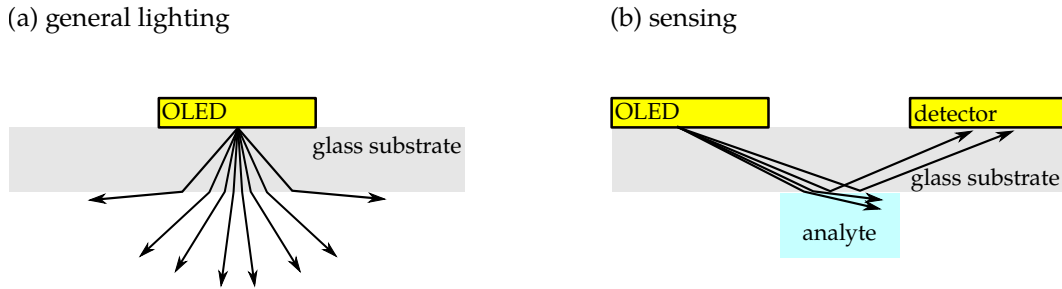 (a) general lighting
OLED
glass substrate
(b) sensing
OLED
detector
glass substrate
analyte